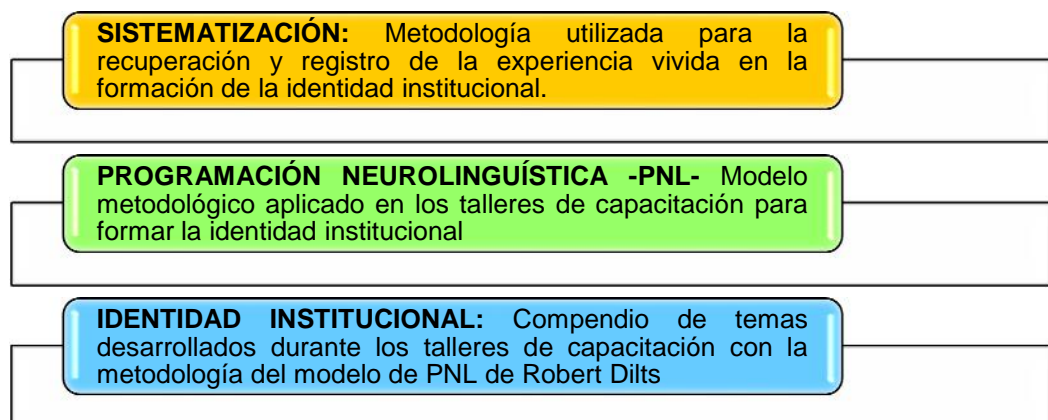 SISTEMATIZACIÓN: Metodología utilizada para la
recuperación y registro de la experiencia vivida en la
formación de la identidad institucional.
PROGRAMACIÓN NEUROLINGUÍSTICA -PNL- Modelo
metodológico aplicado en los talleres de capacitación para
formar la identidad institucional
IDENTIDAD INSTITUCIONAL: Compendio de temas
desarrollados durante los talleres de capacitación con la
metodología del modelo de PNL de Robert Dilts